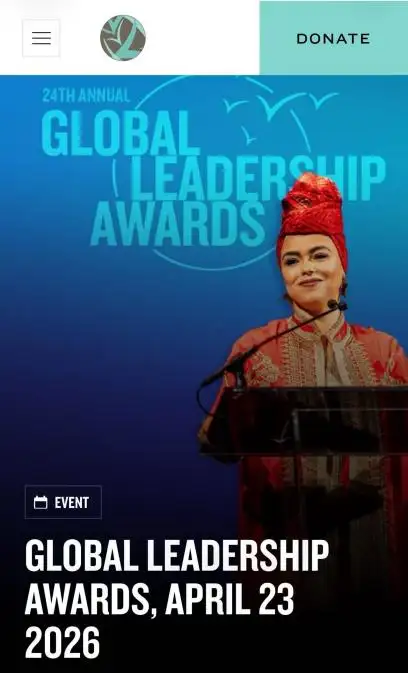 DONATE
24TH ANNUAL
GLOBAL
LEADERSHIP
AWARDS
EVENT
GLOBAL LEADERSHIP
AWARDS, APRIL 23
2026